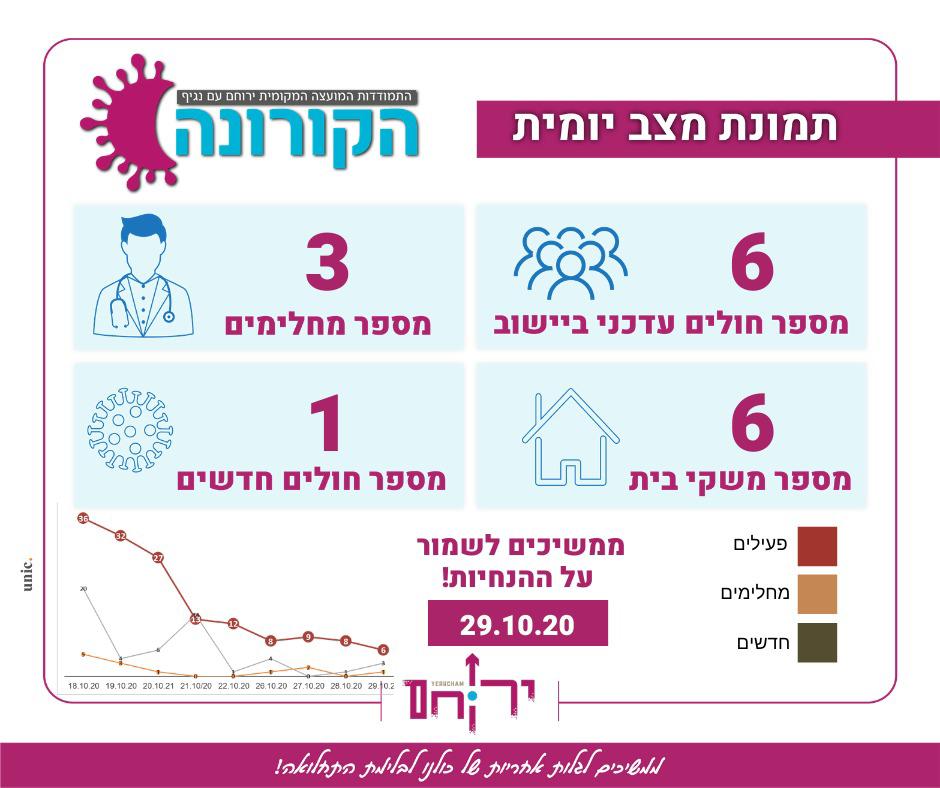 התמודדות המועצה המקומית ירוחם עם נגיף
הקורונה
תמונת מצב יומית
6
מספר חולים עדכני ביישוב
3
מספר מחלימים
6
מספר משקי בית
1
מספר חולים חדשים
ממשיכים לשמור
על ההנחיות!
29.10.20
פעילים
מחלימים
חדשים
36
32
27
13
12
8
9
8
6
20
18.10.20 19.10.20 20.10.21 21.10/20 22.10.20 26.10.20 27.0.20 28.0.20 29.10.2
unic.
YERUCHAM
ירוחם
ממשיכים לגלות אחריות של כולנו לבלימת התחלואה!